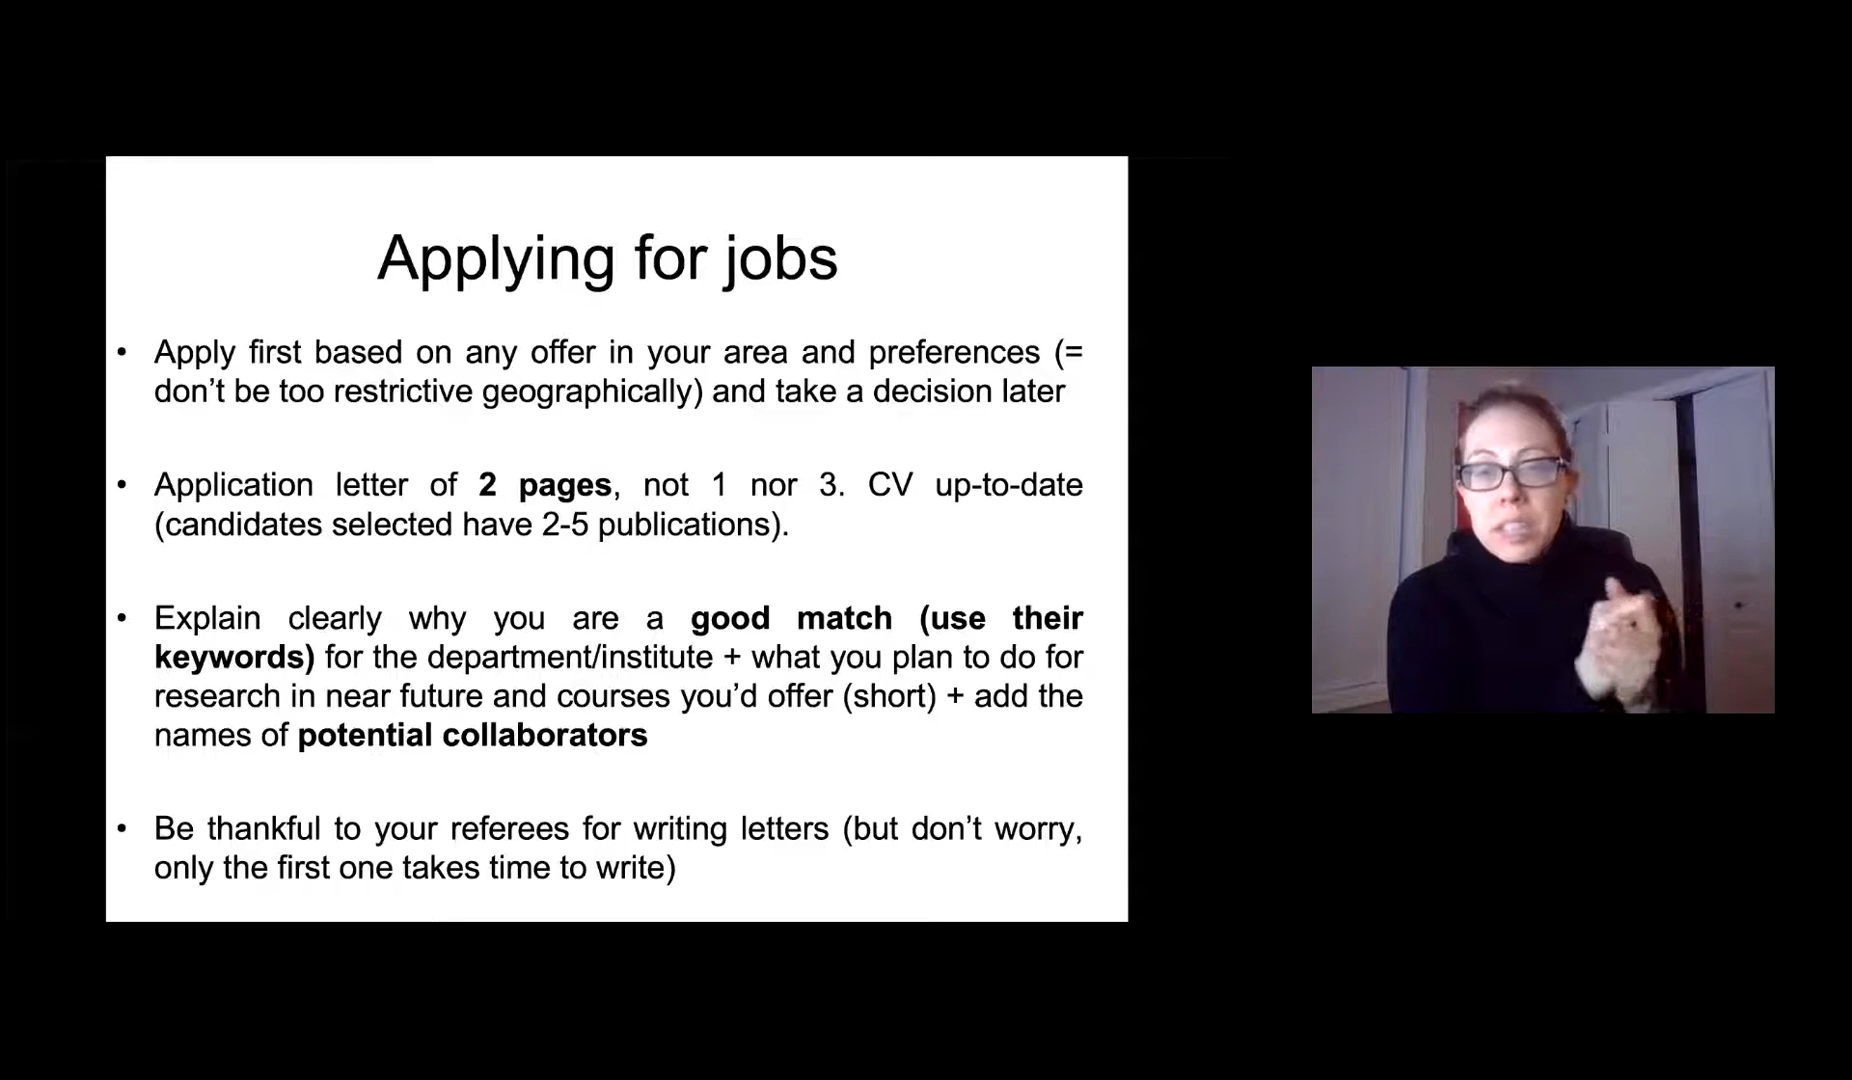 Applying for jobs
• Apply first based on any offer in your area and preferences (=
don’t be too restrictive geographically) and take a decision later
• Application letter of 2 pages, not 1 nor 3. CV up-to-date
(candidates selected have 2-5 publications).
• Explain clearly why you are a good match (use their
keywords) for the department/institute + what you plan to do for
research in near future and courses you’d offer (short) + add the
names of potential collaborators
• Be thankful to your referees for writing letters (but don’t worry,
only the first one takes time to write)